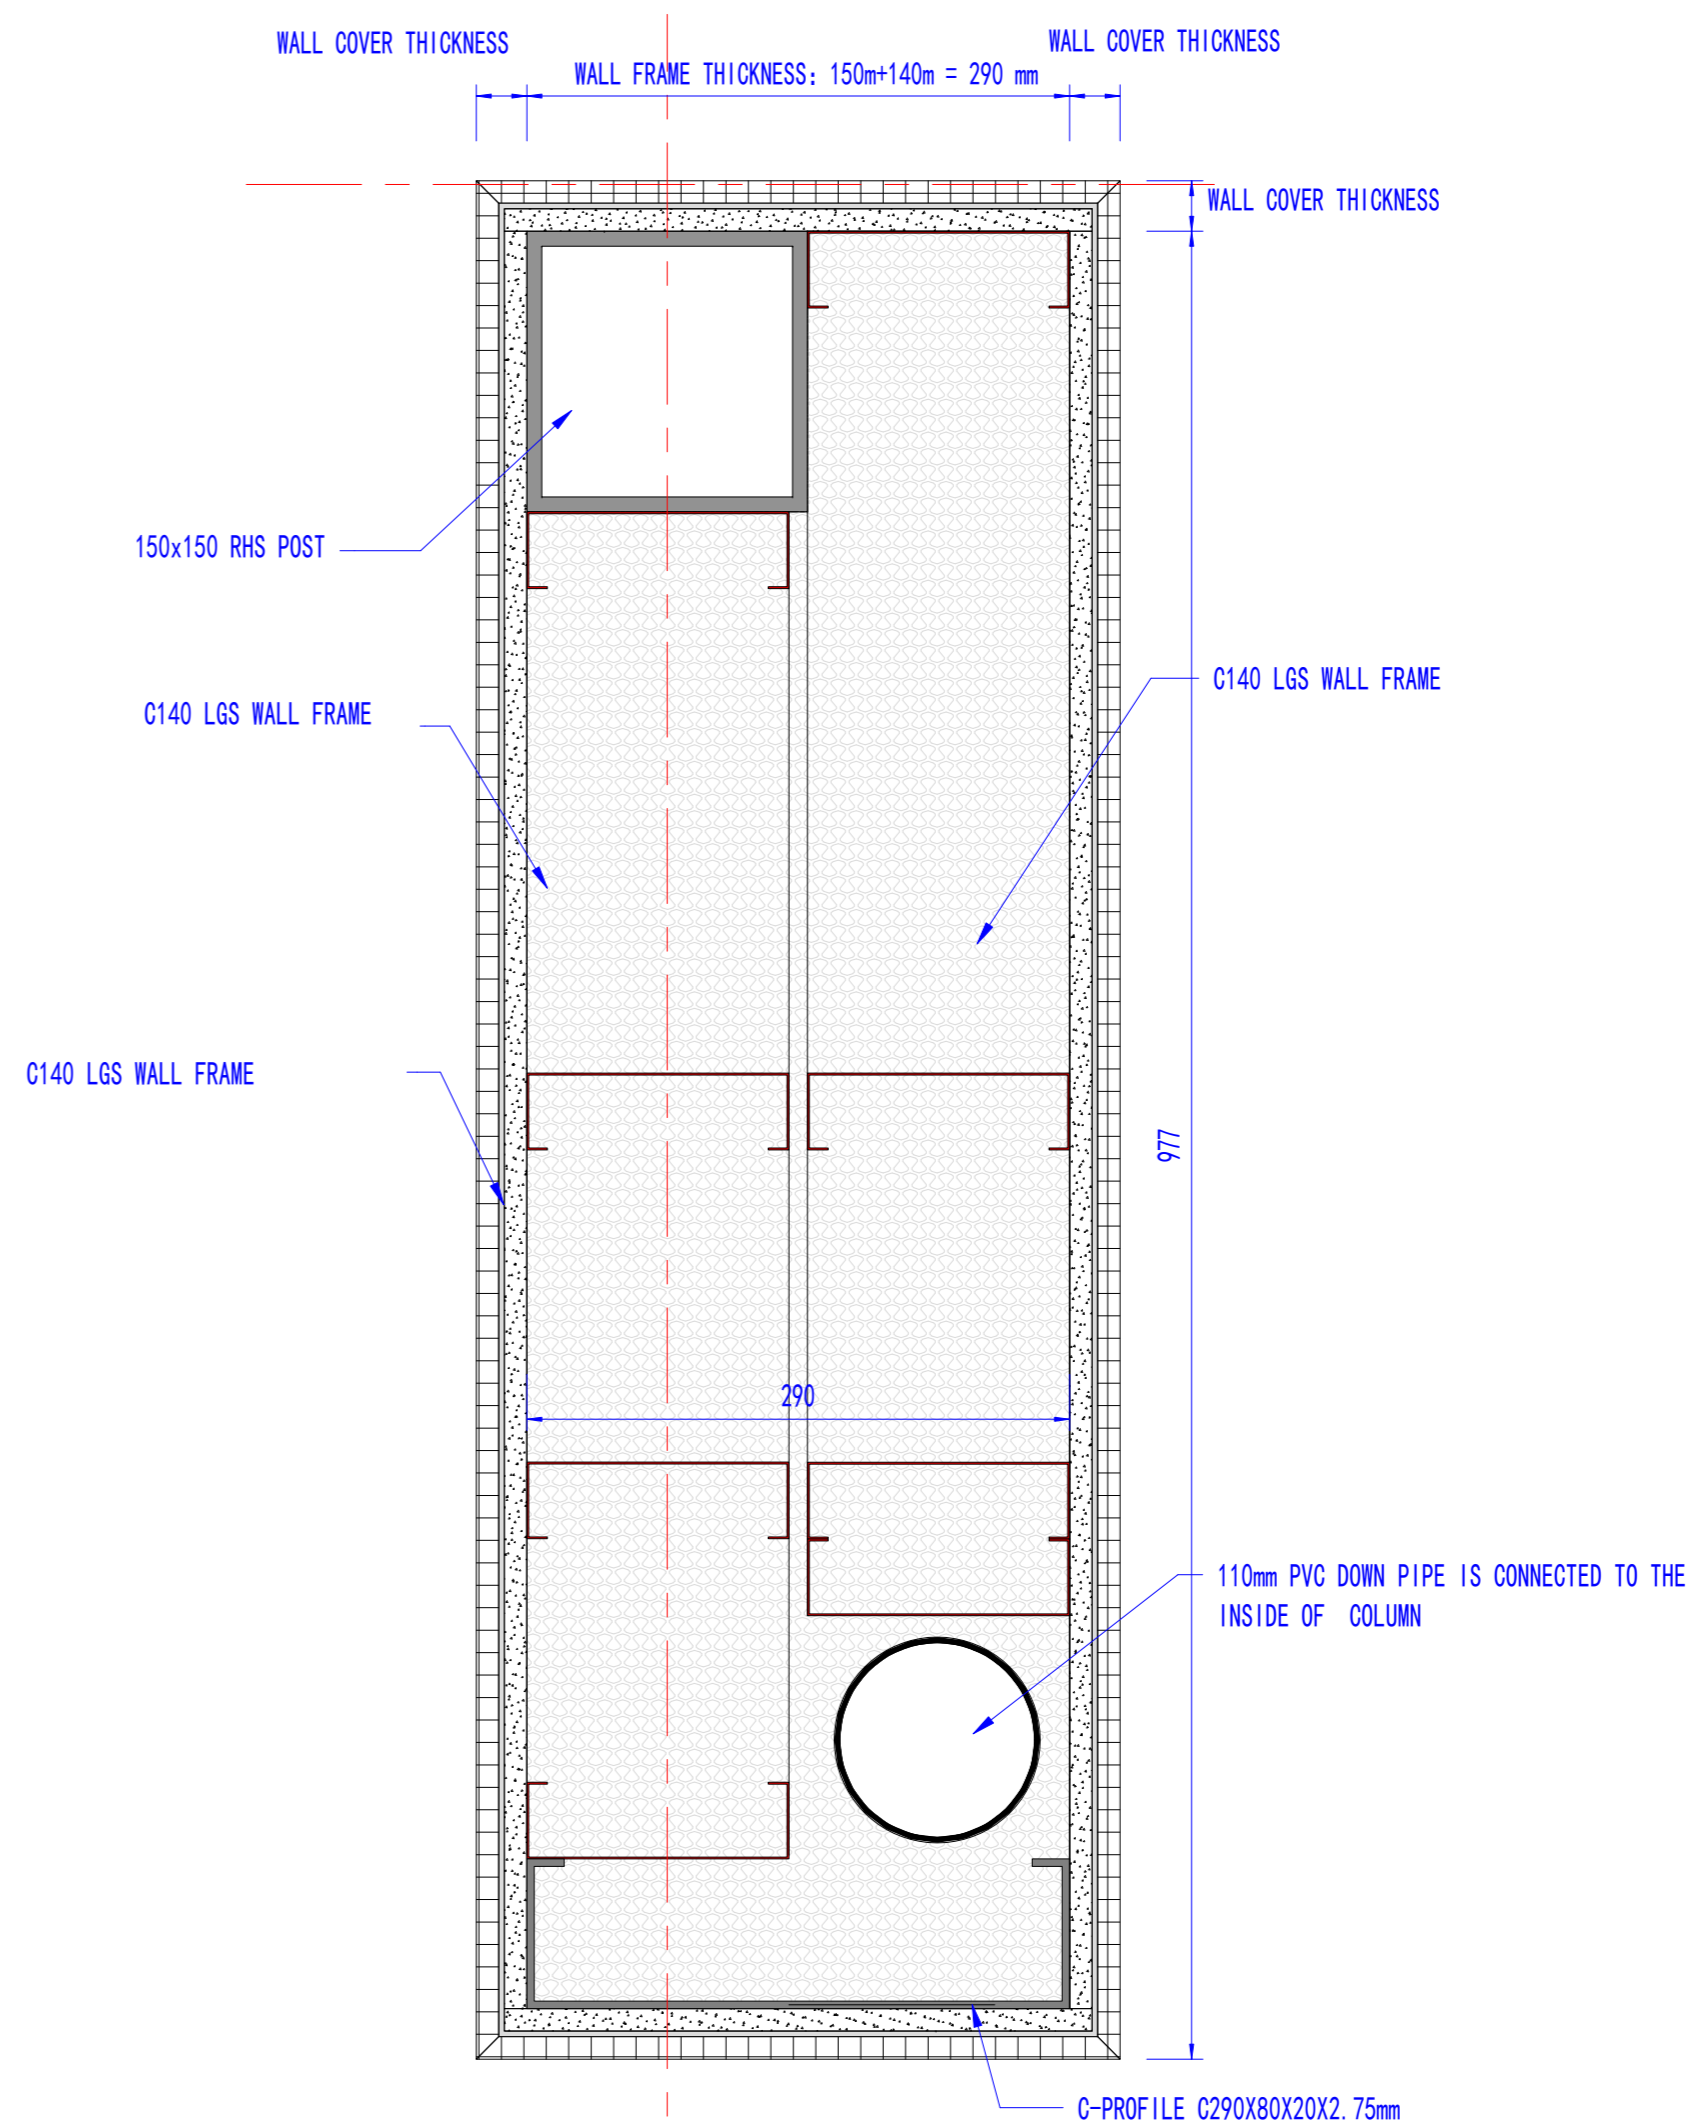 WALL COVER THICKNESS
WALL COVER THICKNESS
WALL FRAME THICKNESS: 150m+140m = 290 mm
WALL COVER THICKNESS
150x150 RHS POST
C140 LGS WALL FRAME
C140 LGS WALL FRAME
C140 LGS WALL FRAME
977
290
110mm PVC DOWN PIPE IS CONNECTED TO THE
INSIDE OF COLUMN
C-PROFILE C290X80X20X2.75mm